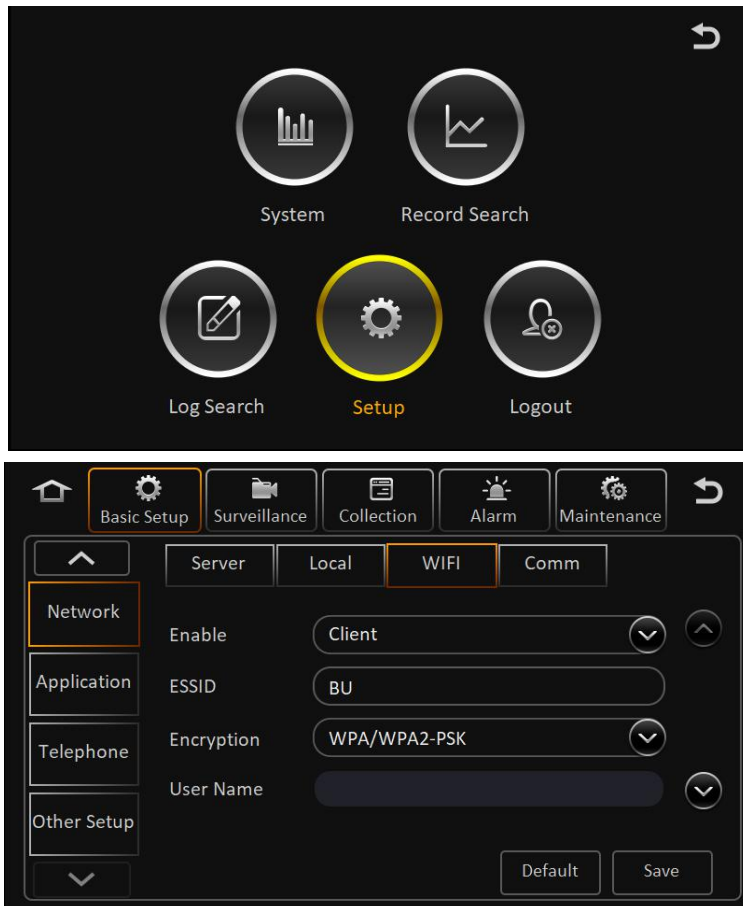 System
Record Search
Log Search
Setup
Logout
Basic Setup
Surveillance
Collection
Alarm
Maintenance
Server
Local
WIFI
Comm
Network
Application
Telephone
Other Setup
Enable
Client
ESSID
BU
Encryption
WPA/WPA2-PSK
User Name
Default
Save